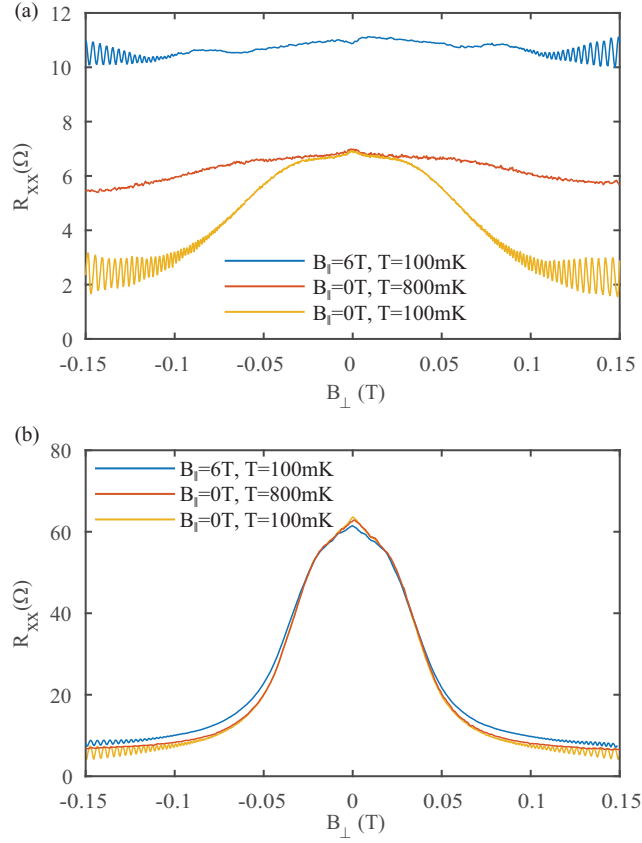 (a)
12
10
8
6
4
2
0
R_XX(Ω)
B_∥=6T, T=100mK
B_∥=0T, T=800mK
B_∥=0T, T=100mK
-0.15 -0.1 -0.05 0 0.05 0.1 0.15
B_⊥ (T)
(b)
80
60
40
20
0
R_XX(Ω)
B_∥=6T, T=100mK
B_∥=0T, T=800mK
B_∥=0T, T=100mK
-0.15 -0.1 -0.05 0 0.05 0.1 0.15
B_⊥ (T)